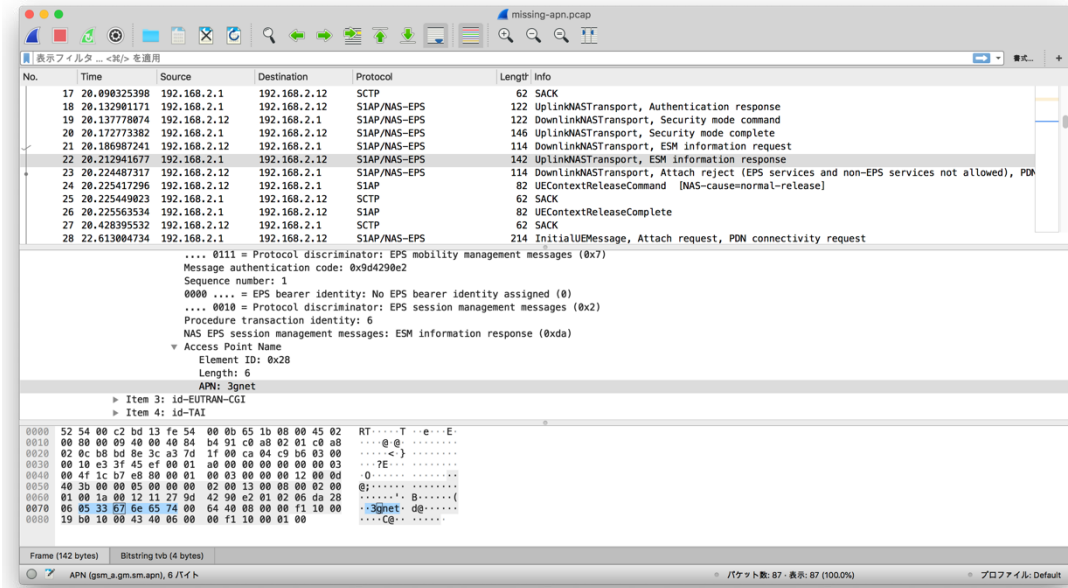 missing-apn.pcap
表示フィルタ ... <⌘/> を適用 書式... +
No. Time Source Destination Protocol Length Info
17 20.090325398 192.168.2.1 192.168.2.12 SCTP 62 SACK
18 20.132901171 192.168.2.1 192.168.2.12 S1AP/NAS-EPS 122 UplinkNASTransport, Authentication response
19 20.137778074 192.168.2.12 192.168.2.1 S1AP/NAS-EPS 122 DownlinkNASTransport, Security mode command
20 20.172773382 192.168.2.1 192.168.2.12 S1AP/NAS-EPS 146 UplinkNASTransport, Security mode complete
21 20.186987241 192.168.2.12 192.168.2.1 S1AP/NAS-EPS 114 DownlinkNASTransport, ESM information request
22 20.212941677 192.168.2.1 192.168.2.12 S1AP/NAS-EPS 142 UplinkNASTransport, ESM information response
23 20.224487317 192.168.2.12 192.168.2.1 S1AP/NAS-EPS 114 DownlinkNASTransport, Attach reject (EPS services and non-EPS services not allowed), PDN
24 20.225417296 192.168.2.12 192.168.2.1 S1AP 82 UEContextReleaseCommand [NAS-cause=normal-release]
25 20.225449023 192.168.2.1 192.168.2.12 SCTP 62 SACK
26 20.225563534 192.168.2.1 192.168.2.12 S1AP 82 UEContextReleaseComplete
27 20.428395532 192.168.2.12 192.168.2.1 SCTP 62 SACK
28 22.613004734 192.168.2.1 192.168.2.12 S1AP/NAS-EPS 214 InitialUEMessage, Attach request, PDN connectivity request
.... 0111 = Protocol discriminator: EPS mobility management messages (0x7)
Message authentication code: 0x9d4290e2
Sequence number: 1
0000 .... = EPS bearer identity: No EPS bearer identity assigned (0)
.... 0010 = Protocol discriminator: EPS session management messages (0x2)
Procedure transaction identity: 6
NAS EPS session management messages: ESM information response (0xda)
Access Point Name
Element ID: 0x28
Length: 6
APN: 3gnet
Item 3: id-EUTRAN-CGI
Item 4: id-TAI
0000 52 54 00 c2 bd 13 fe 54 00 0b 65 1b 08 00 45 02 RT·····T ··e···E·
0010 00 80 00 09 40 00 40 84 b4 91 c0 a8 02 01 c0 a8 ····@·@· ········
0020 02 0c b8 bd 8e 3c a3 7d 1f 00 ca 04 c9 b6 03 00 ·····<·} ········
0030 00 10 e3 3f 45 ef 00 01 a0 00 00 00 00 00 00 03 ···?E··· ········
0040 00 4f 1c b7 e8 80 00 01 00 03 00 00 00 12 00 0d ·O······ ········
0050 40 3b 00 00 05 00 00 00 02 00 13 00 08 00 02 00 @;······ ········
0060 01 00 1a 00 12 11 27 9d 42 90 e2 01 02 06 da 28 ······'· B······(
0070 06 05 33 67 6e 65 74 00 64 40 08 00 00 f1 10 00 ··3gnet· d@······
0080 19 b0 10 00 43 40 06 00 00 f1 10 00 01 00 ····C@·· ······
Frame (142 bytes) Bitstring tvb (4 bytes)
APN (gsm_a.gm.sm.apn), 6 バイト パケット数: 87 · 表示: 87 (100.0%) プロファイル: Default